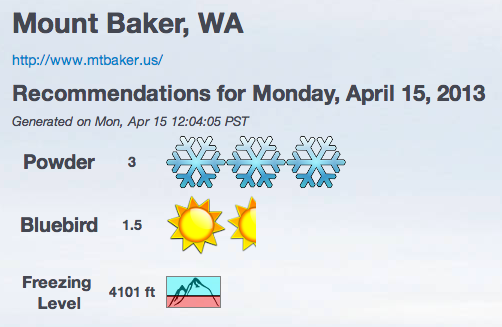 Mount Baker, WA
http://www.mtbaker.us/
Recommendations for Monday, April 15, 2013
Generated on Mon, Apr 15 12:04:05 PST
Powder 3
Bluebird 1.5
Freezing
Level 4101 ft